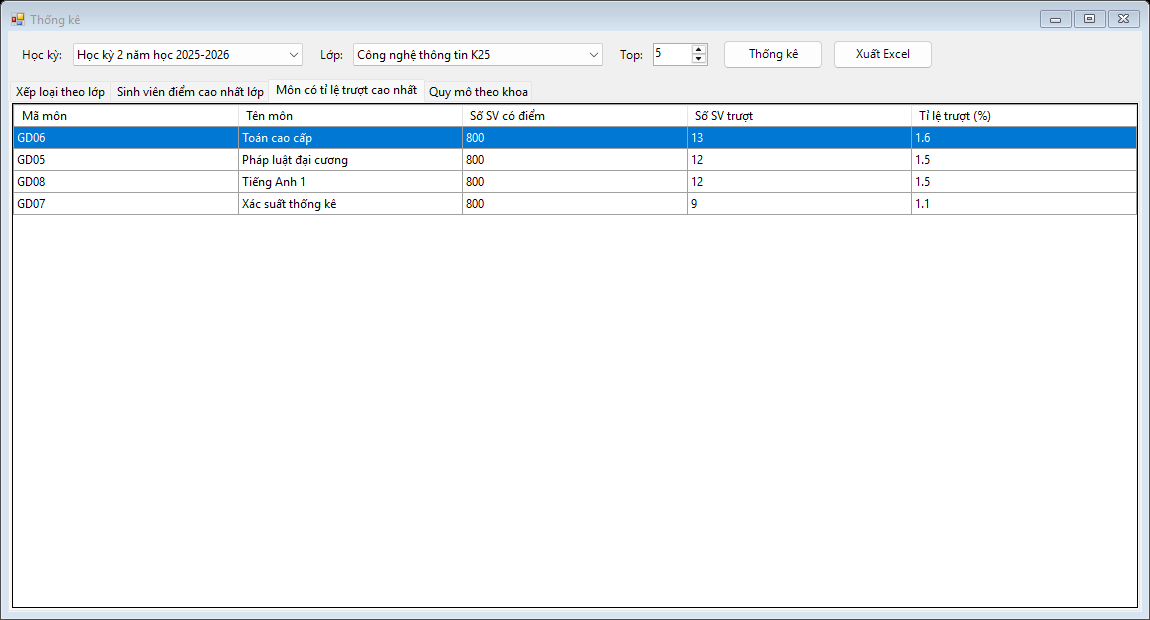 Thống kê
Học kỳ: Học kỳ 2 năm học 2025-2026 Lớp: Công nghệ thông tin K25 Top: 5 Thống kê Xuất Excel
Xếp loại theo lớp Sinh viên điểm cao nhất lớp Môn có tỉ lệ trượt cao nhất Quy mô theo khoa
Mã môn Tên môn Số SV có điểm Số SV trượt Tỉ lệ trượt (%)
GD06 Toán cao cấp 800 13 1.6
GD05 Pháp luật đại cương 800 12 1.5
GD08 Tiếng Anh 1 800 12 1.5
GD07 Xác suất thống kê 800 9 1.1